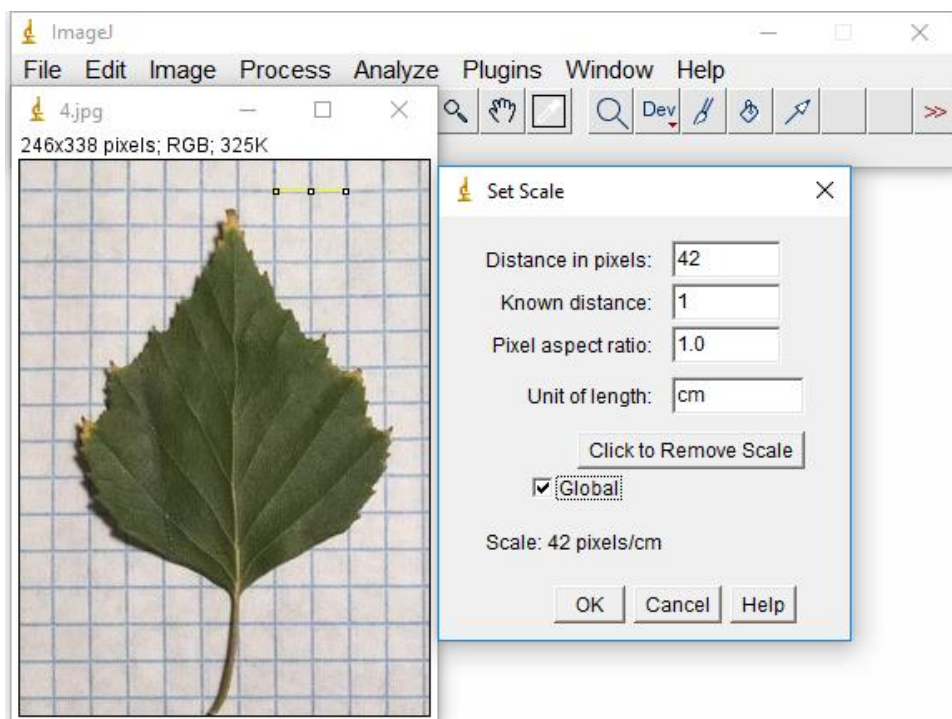 ImageJ
File Edit Image Process Analyze Plugins Window Help
4.jpg
Dev
>>
246x338 pixels; RGB; 325K
Set Scale
Distance in pixels: 42
Known distance: 1
Pixel aspect ratio: 1.0
Unit of length: cm
Click to Remove Scale
Global
Scale: 42 pixels/cm
OK Cancel Help